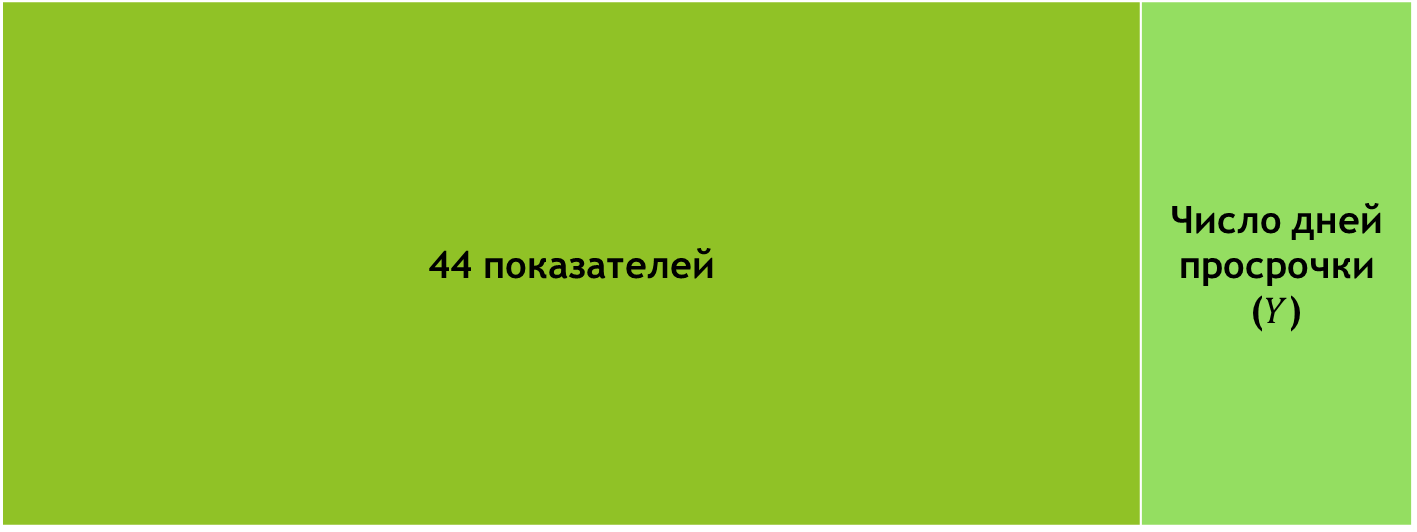 44 показателей
Число дней
просрочки
(Y)